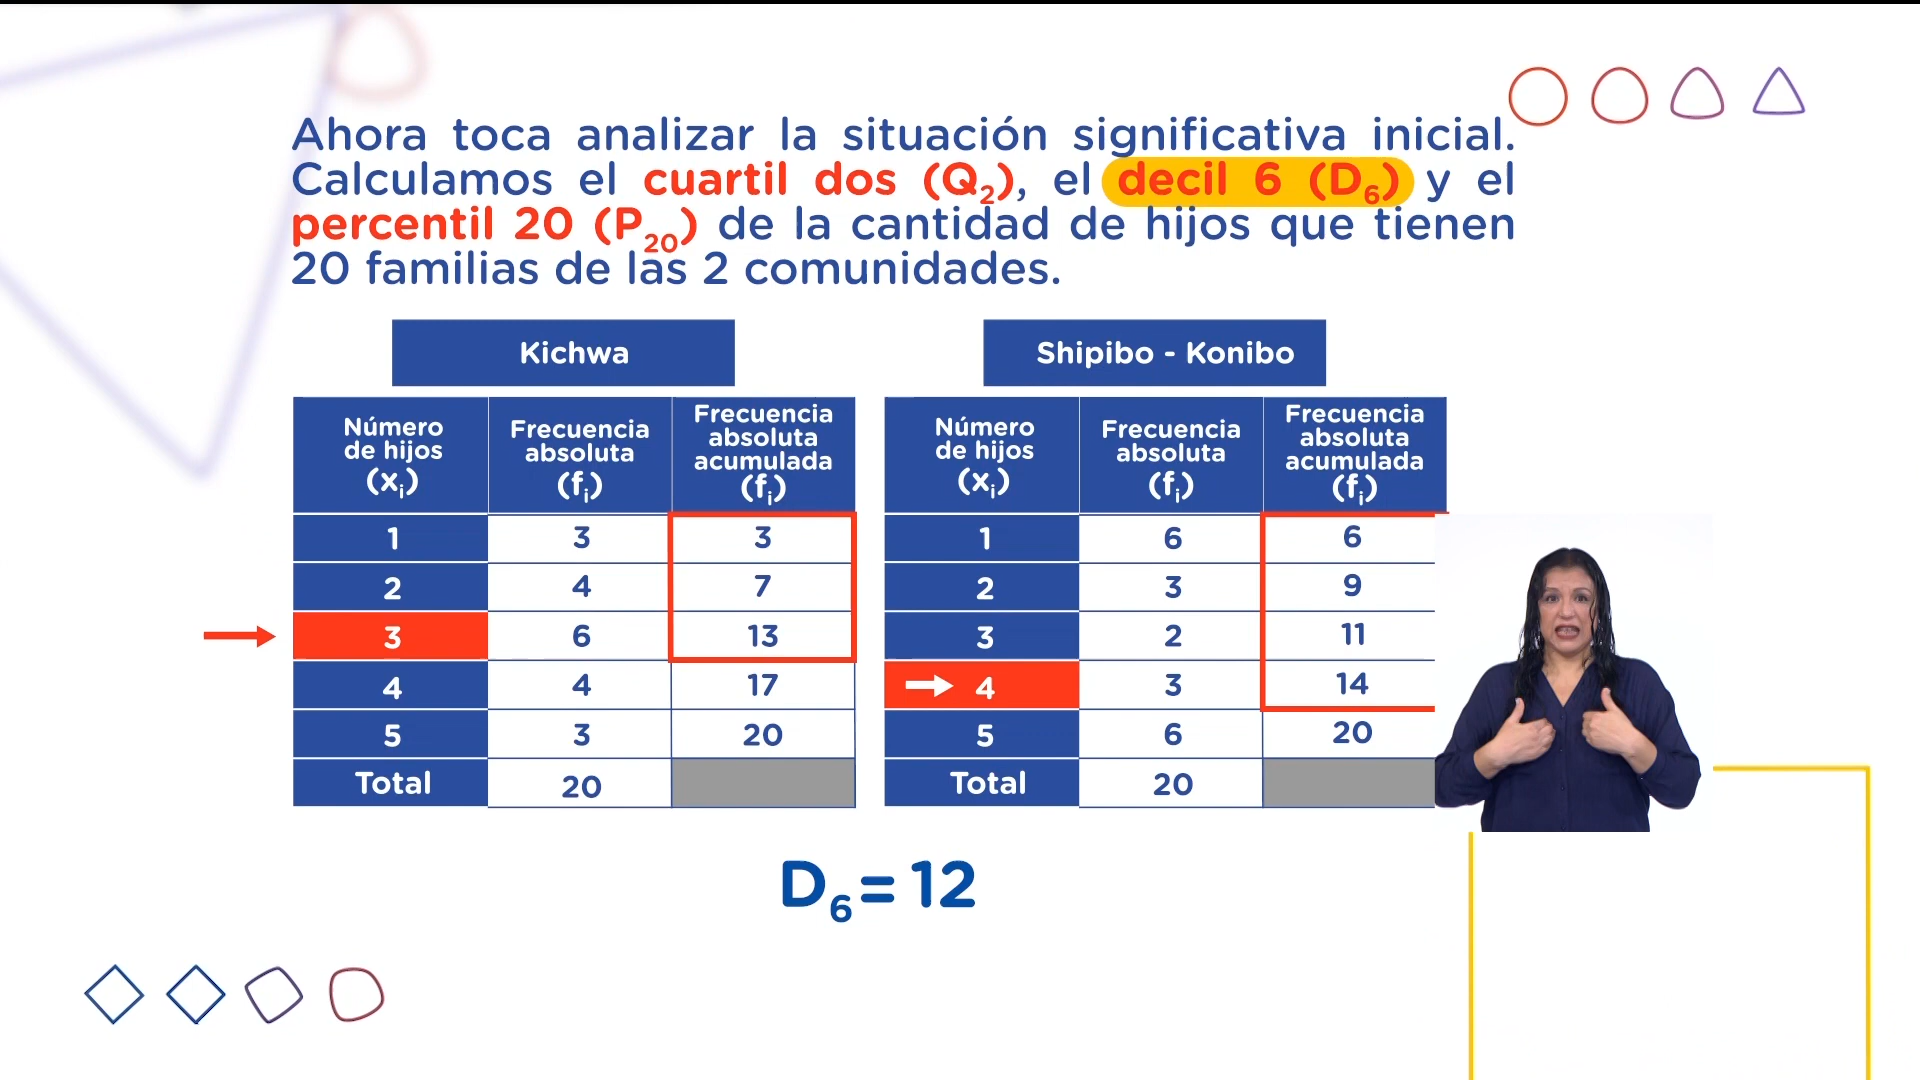 Ahora toca analizar la situación significativa inicial.
Calculamos el cuartil dos (Q₂), el decil 6 (D₆) y el
percentil 20 (P₂₀) de la cantidad de hijos que tienen
20 familias de las 2 comunidades.
Kichwa
Número de hijos (xᵢ) Frecuencia absoluta (fᵢ) Frecuencia absoluta acumulada (fᵢ)
1 3 3
2 4 7
3 6 13
4 4 17
5 3 20
Total 20
Shipibo - Konibo
Número de hijos (xᵢ) Frecuencia absoluta (fᵢ) Frecuencia absoluta acumulada (fᵢ)
1 6 6
2 3 9
3 2 11
4 3 14
5 6 20
Total 20
D₆ = 12